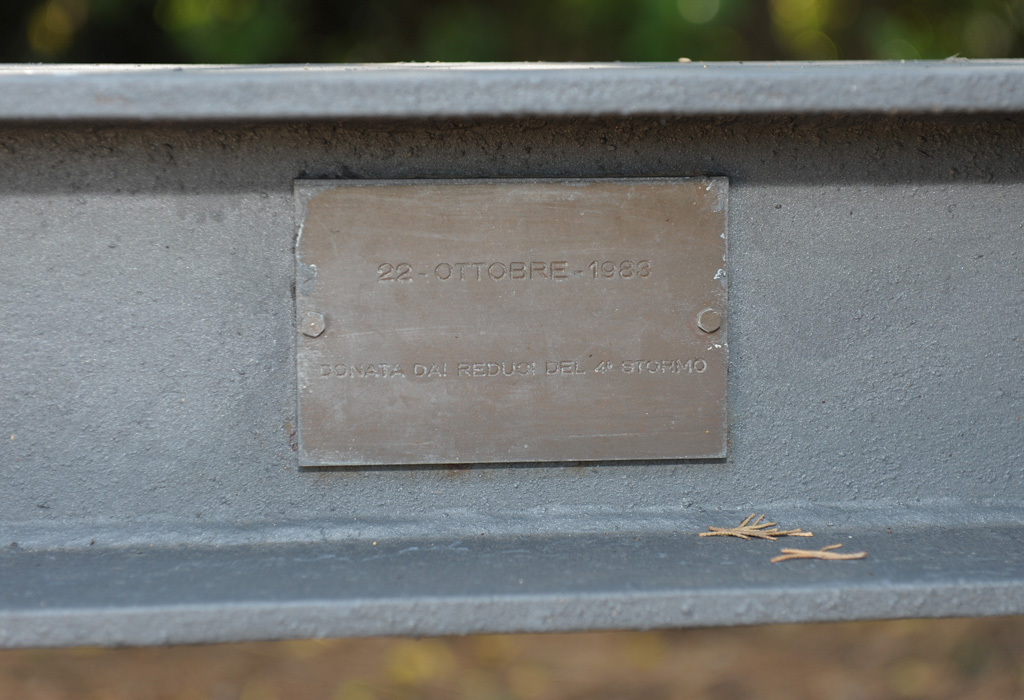 22-OTTOBRE-1983
DONATA DAI REDUCI DEL 4° STORMO